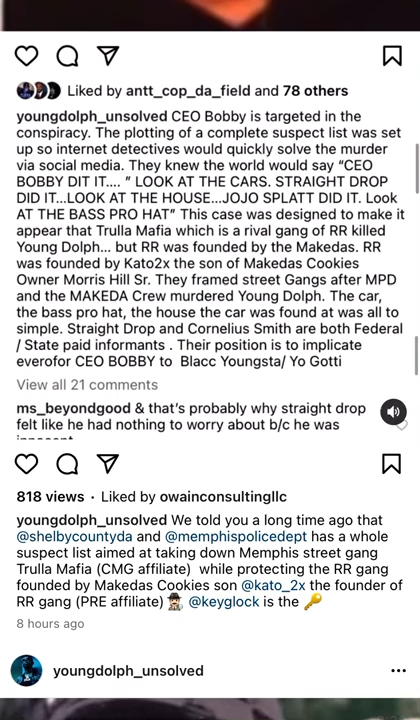 Liked by antt_cop_da_field and 78 others
youngdolph_unsolved CEO Bobby is targeted in the
conspiracy. The plotting of a complete suspect list was set
up so internet detectives would quickly solve the murder
via social media. They knew the world would say “CEO
BOBBY DIT IT.... ” LOOK AT THE CARS. STRAIGHT DROP
DID IT...LOOK AT THE HOUSE...JOJO SPLATT DID IT. Look
AT THE BASS PRO HAT” This case was designed to make it
appear that Trulla Mafia which is a rival gang of RR killed
Young Dolph... but RR was founded by the Makedas. RR
was founded by Kato2x the son of Makedas Cookies
Owner Morris Hill Sr. They framed street Gangs after MPD
and the MAKEDA Crew murdered Young Dolph. The car,
the bass pro hat, the house the car was found at was all to
simple. Straight Drop and Cornelius Smith are both Federal
/ State paid informants . Their position is to implicate
everofor CEO BOBBY to  Blacc Youngsta/ Yo Gotti
View all 21 comments
ms_beyondgood & that’s probably why straight drop
felt like he had nothing to worry about b/c he was
818 views · Liked by owainconsultingllc
youngdolph_unsolved We told you a long time ago that
@shelbycountyda and @memphispolicedept has a whole
suspect list aimed at taking down Memphis street gang
Trulla Mafia (CMG affiliate)  while protecting the RR gang
founded by Makedas Cookies son @kato_2x the founder of
RR gang (PRE affiliate) 🕵🏻‍♂️ @keyglock is the 🔑
8 hours ago
youngdolph_unsolved